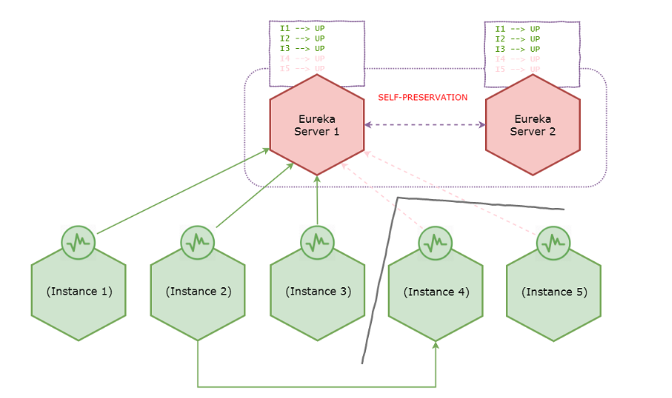 I1 --> UP
I2 --> UP
I3 --> UP
I4 --> UP
I5 --> UP
I1 --> UP
I2 --> UP
I3 --> UP
I4 --> UP
I5 --> UP
SELF-PRESERVATION
Eureka
Server 1
Eureka
Server 2
(Instance 1)
(Instance 2)
(Instance 3)
(Instance 4)
(Instance 5)